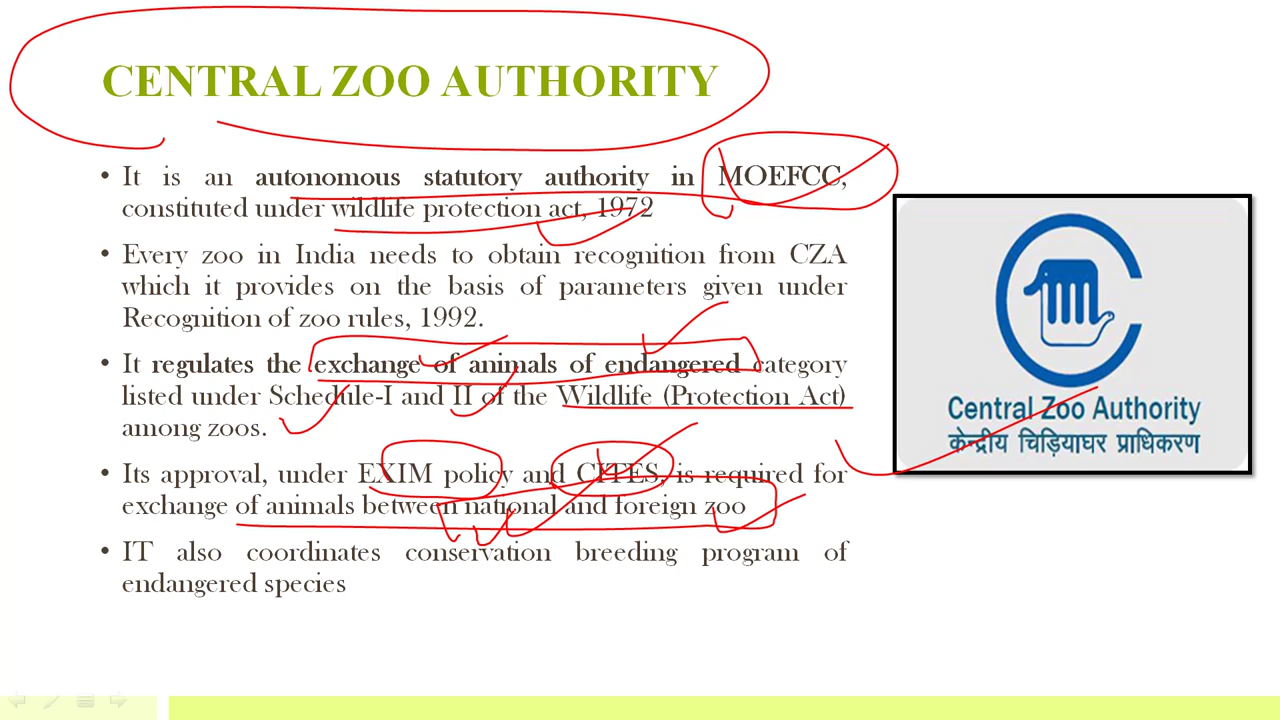 CENTRAL ZOO AUTHORITY
• It is an autonomous statutory authority in MOEFCC,
constituted under wildlife protection act, 1972
• Every zoo in India needs to obtain recognition from CZA
which it provides on the basis of parameters given under
Recognition of zoo rules, 1992.
• It regulates the exchange of animals of endangered category
listed under Schedule-I and II of the Wildlife (Protection Act)
among zoos.
• Its approval, under EXIM policy and CITES, is required for
exchange of animals between national and foreign zoo
• IT also coordinates conservation breeding program of
endangered species
Central Zoo Authority
केन्द्रीय चिड़ियाघर प्राधिकरण